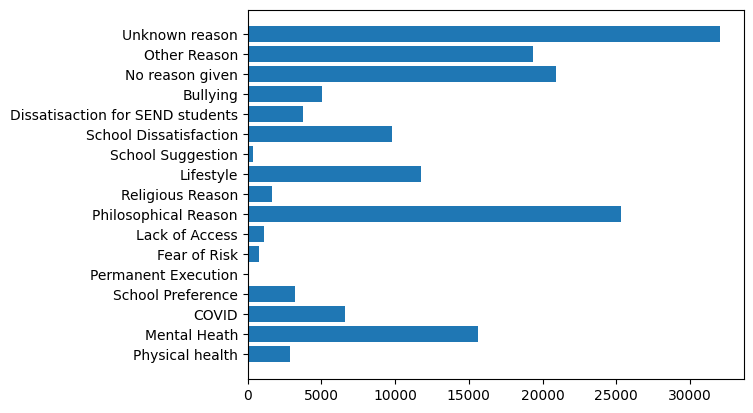 Unknown reason
Other Reason
No reason given
Bullying
Dissatisaction for SEND students
School Dissatisfaction
School Suggestion
Lifestyle
Religious Reason
Philosophical Reason
Lack of Access
Fear of Risk
Permanent Execution
School Preference
COVID
Mental Heath
Physical health
0 5000 10000 15000 20000 25000 30000